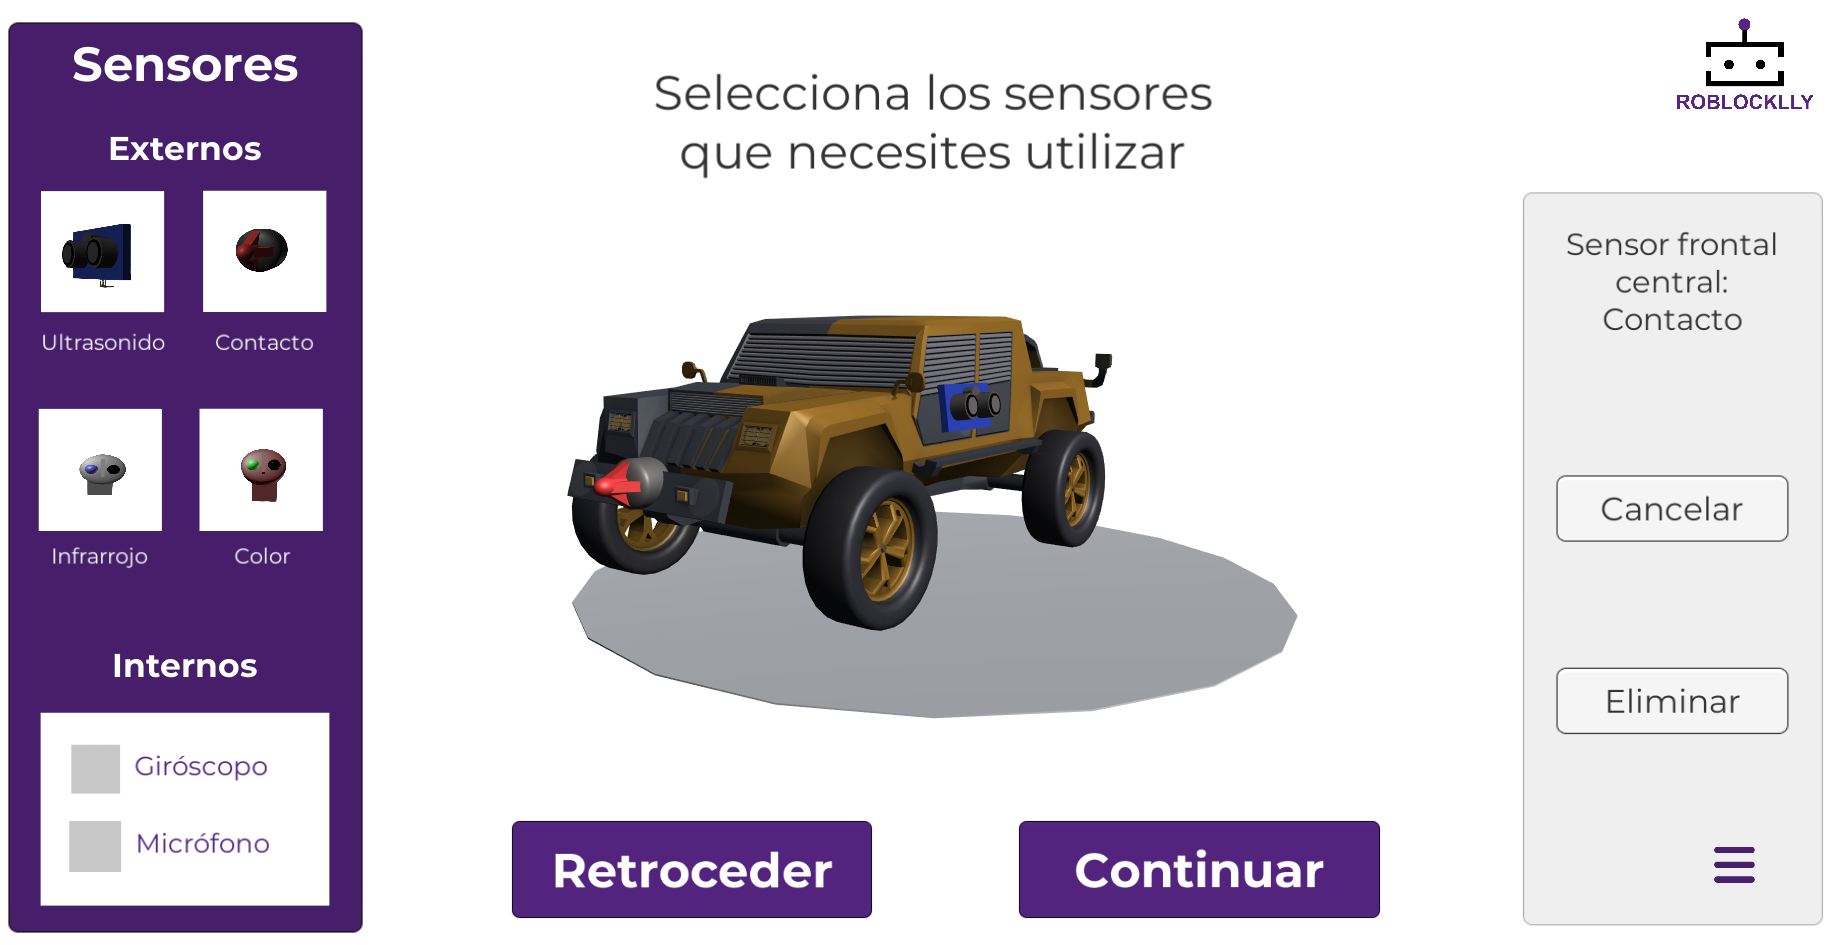 Sensores
Externos
Ultrasonido
Contacto
Infrarrojo
Color
Internos
Giróscopo
Micrófono
Selecciona los sensores
que necesites utilizar
Retroceder
Continuar
ROBLOCKLLY
Sensor frontal
central:
Contacto
Cancelar
Eliminar